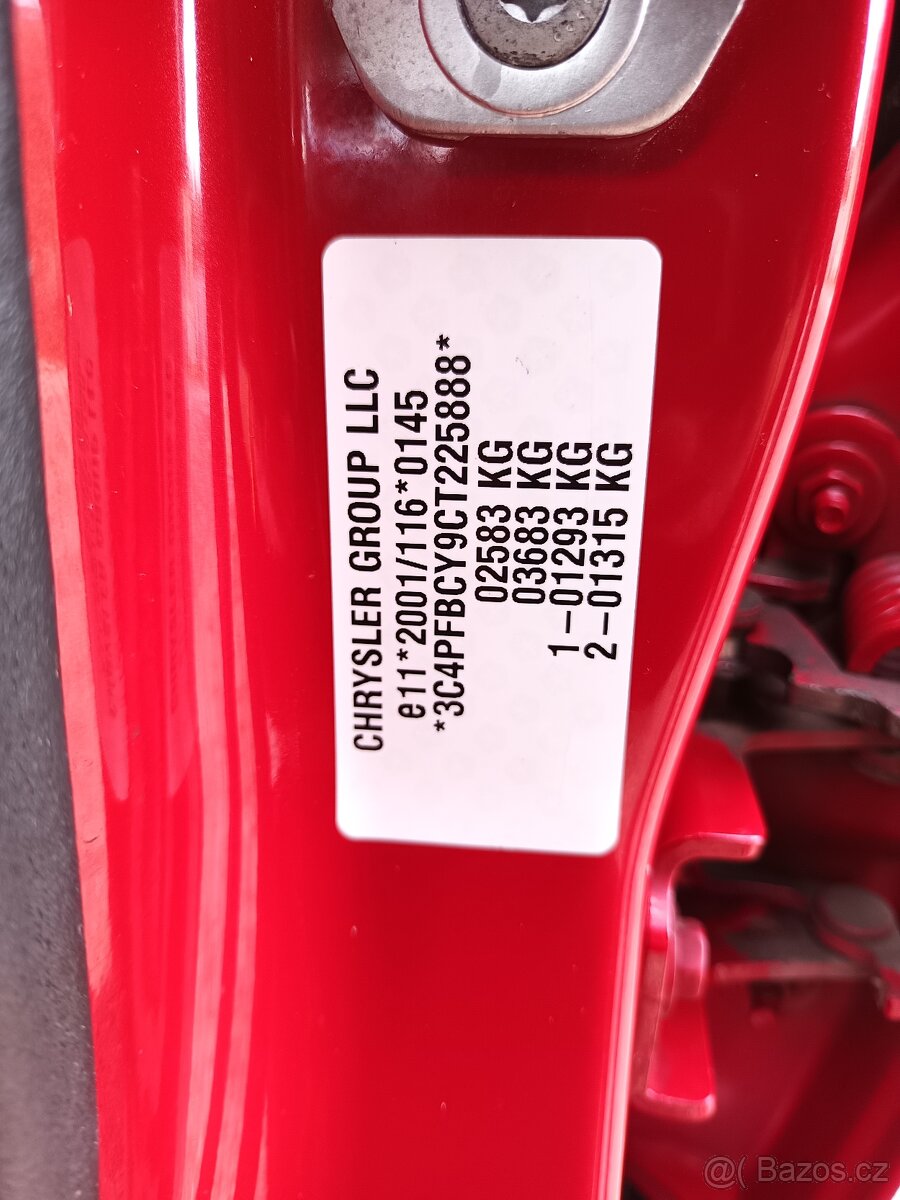 CHRYSLER GROUP LLC
e11*2001/116*0145
*3C4PFBCY9CT225888*
02583 KG
03683 KG
1-01293 KG
2-01315 KG
@( Bazos.cz